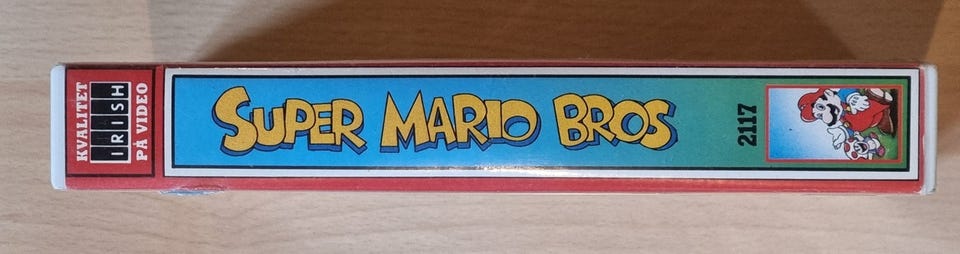 KVALITET
IRISH
PÅ VIDEO
SUPER MARIO BROS
2117